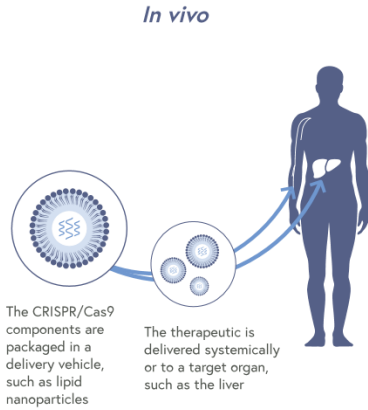 In vivo
The CRISPR/Cas9
components are
packaged in a
delivery vehicle,
such as lipid
nanoparticles
The therapeutic is
delivered systemically
or to a target organ,
such as the liver